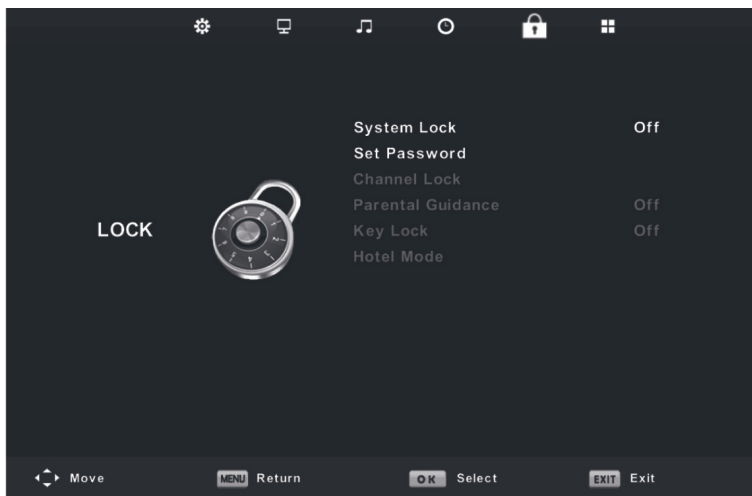 System Lock Off
Set Password
Channel Lock
Parental Guidance Off
Key Lock Off
Hotel Mode
LOCK
Move MENU Return OK Select EXIT Exit